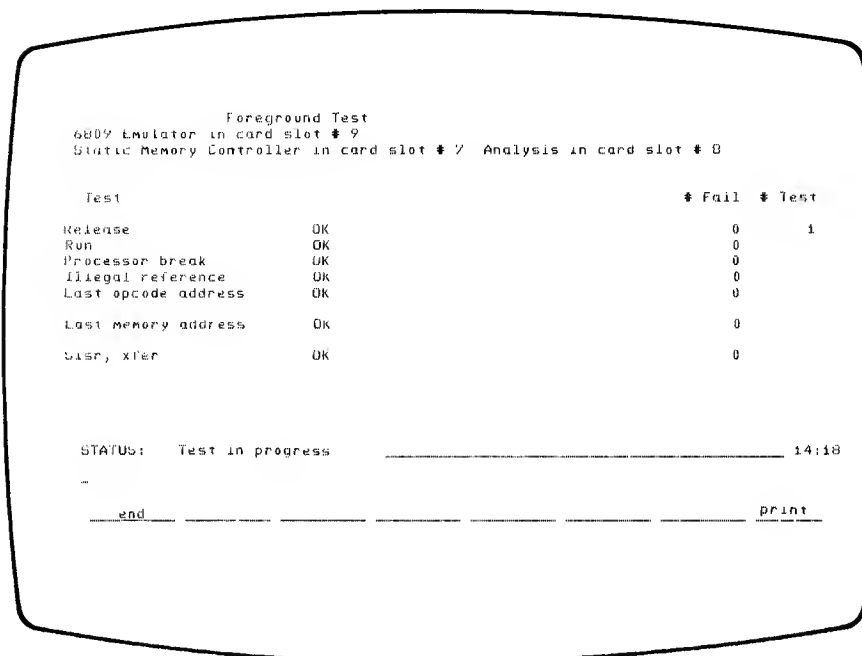 Foreground Test
6809 Emulator in card slot # 9
Static Memory Controller in card slot # 7 Analysis in card slot # 8
Test # Fail # Test
Release OK 0 1
Run OK 0
Processor break OK 0
Illegal reference OK 0
Last opcode address OK 0
Last memory address OK 0
xfer OK 0
STATUS: Test in progress 14:18
end print